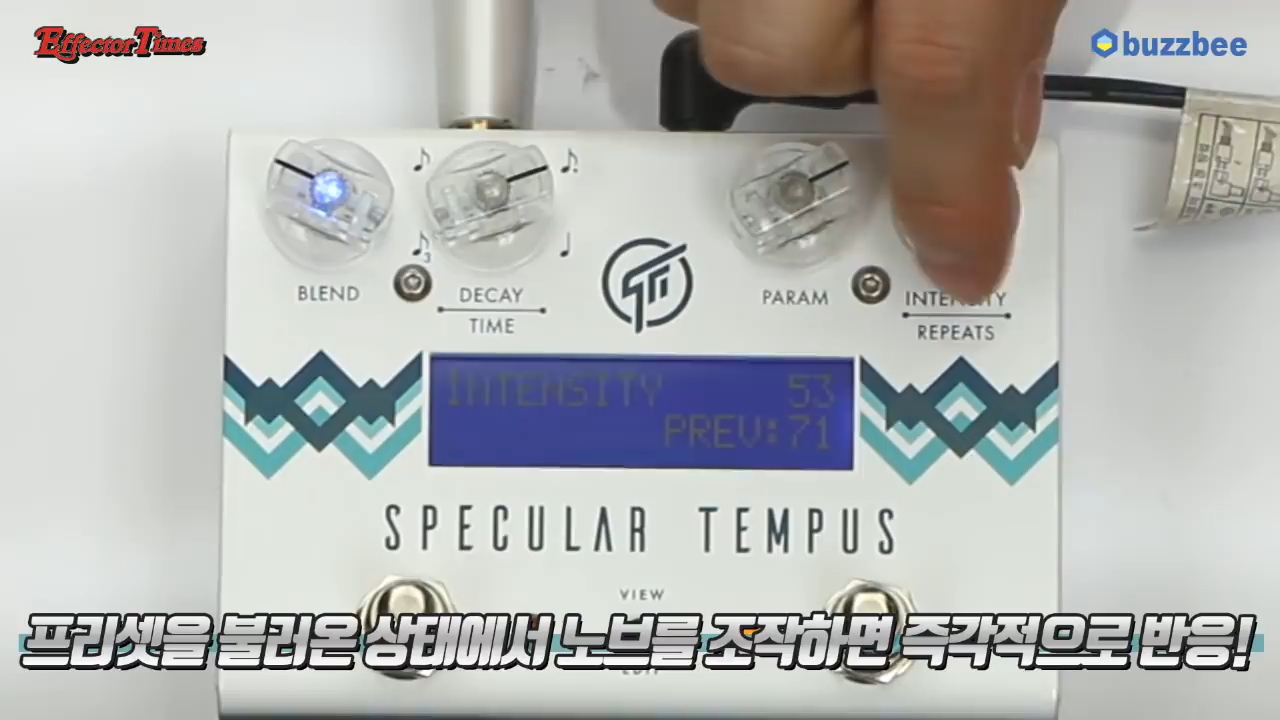 Effector Times
buzzbee
BLEND
DECAY
TIME
PARAM
INTENSITY
REPEATS
INTENSITY 53
PREV:71
SPECULAR TEMPUS
VIEW
프리셋을 불러온 상태에서 노브를 조작하면 즉각적으로 반응!